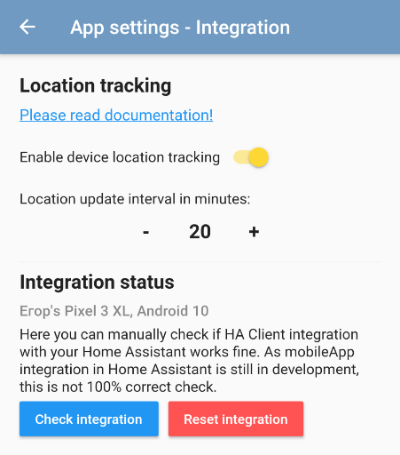 App settings - Integration
Location tracking
Please read documentation!
Enable device location tracking
Location update interval in minutes:
- 20 +
Integration status
Егор's Pixel 3 XL, Android 10
Here you can manually check if HA Client integration
with your Home Assistant works fine. As mobileApp
integration in Home Assistant is still in development,
this is not 100% correct check.
Check integration Reset integration